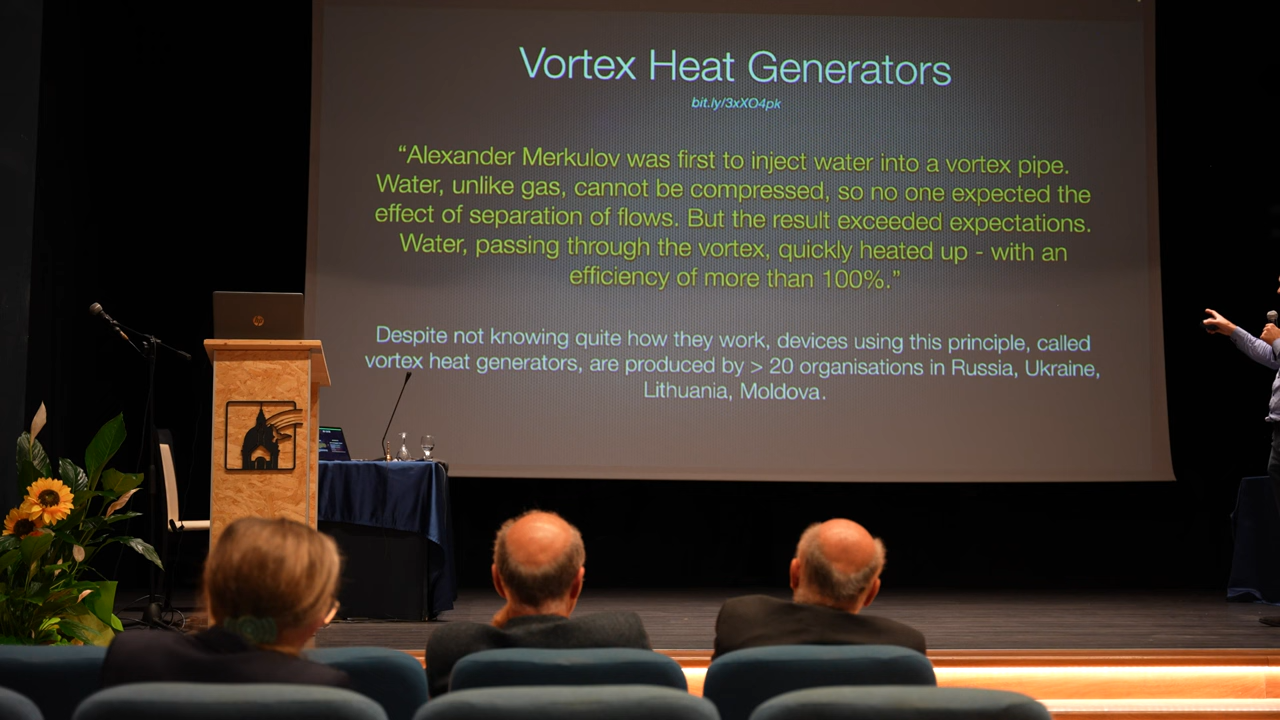 Vortex Heat Generators
bit.ly/3xXO4pk
“Alexander Merkulov was first to inject water into a vortex pipe.
Water, unlike gas, cannot be compressed, so no one expected the
effect of separation of flows. But the result exceeded expectations.
Water, passing through the vortex, quickly heated up - with an
efficiency of more than 100%.”
Despite not knowing quite how they work, devices using this principle, called
vortex heat generators, are produced by > 20 organisations in Russia, Ukraine,
Lithuania, Moldova.
hp